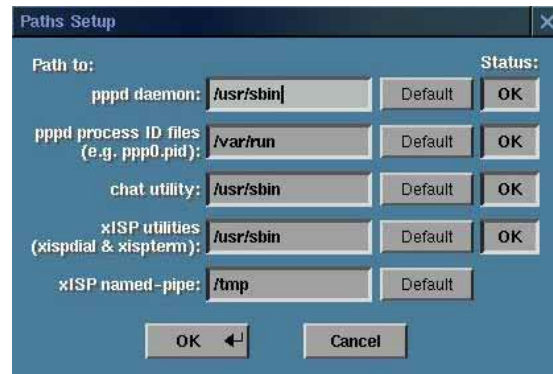 Paths Setup
Path to: Status:
pppd daemon: /usr/sbin Default OK
pppd process ID files
(e.g. ppp0.pid): /var/run Default OK
chat utility: /usr/sbin Default OK
xISP utilities
(xispdial & xispterm): /usr/sbin Default OK
xISP named-pipe: /tmp Default
OK Cancel